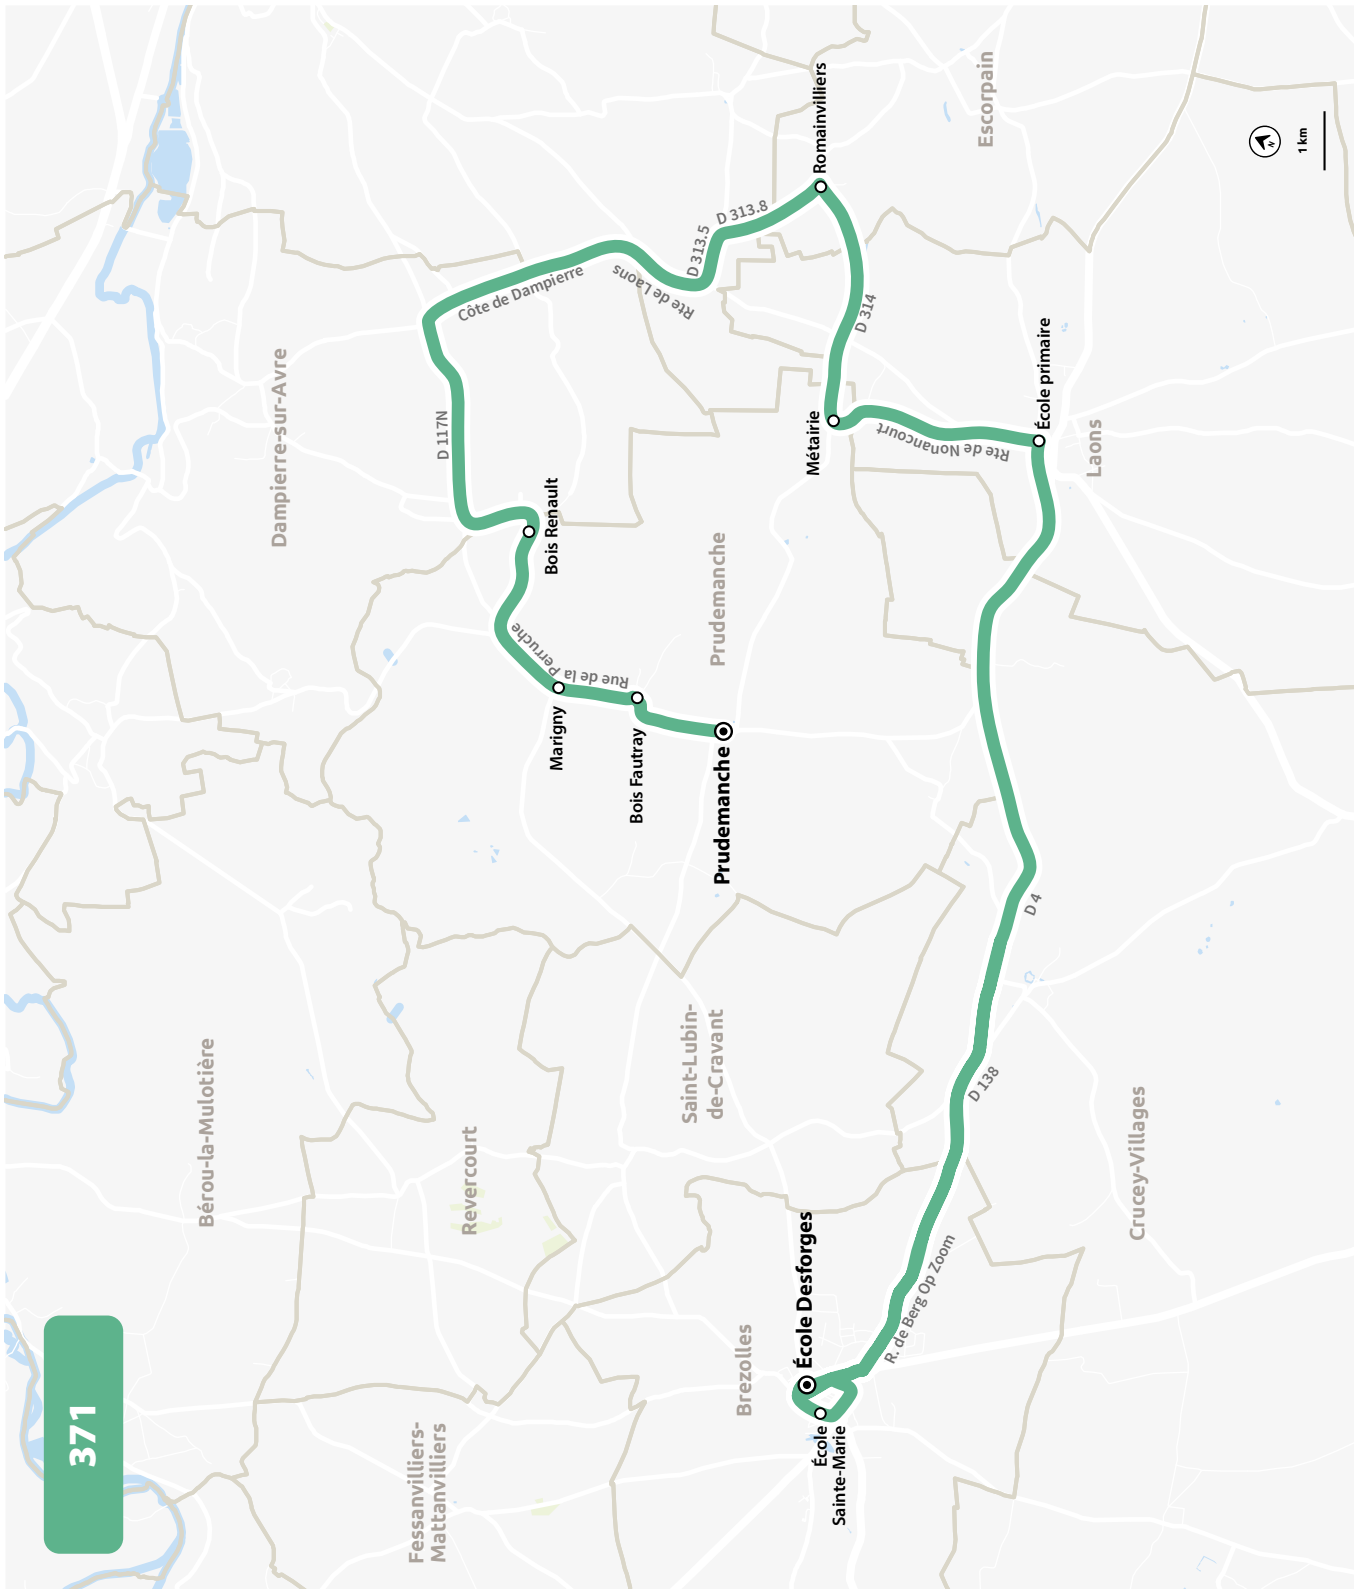 371
Fessanvilliers-
Mattanvilliers
Bérou-la-Mulotière
Revercourt
Dampierre-sur-Avre
Brezolles
Saint-Lubin-
de-Cravant
Prudemanche
Crucey-Villages
Laons
Escorpain
École
Sainte-Marie
École Desforges
R. de Berg Op Zoom
D 138
D 4
École primaire
Rte de Nonancourt
Métairie
D 314
Romainvilliers
D 313.8
D 313.5
Rte de Laons
Côte de Dampierre
D 117N
Bois Renault
Rue de la Perruche
Marigny
Bois Fautray
Prudemanche
N
1 km